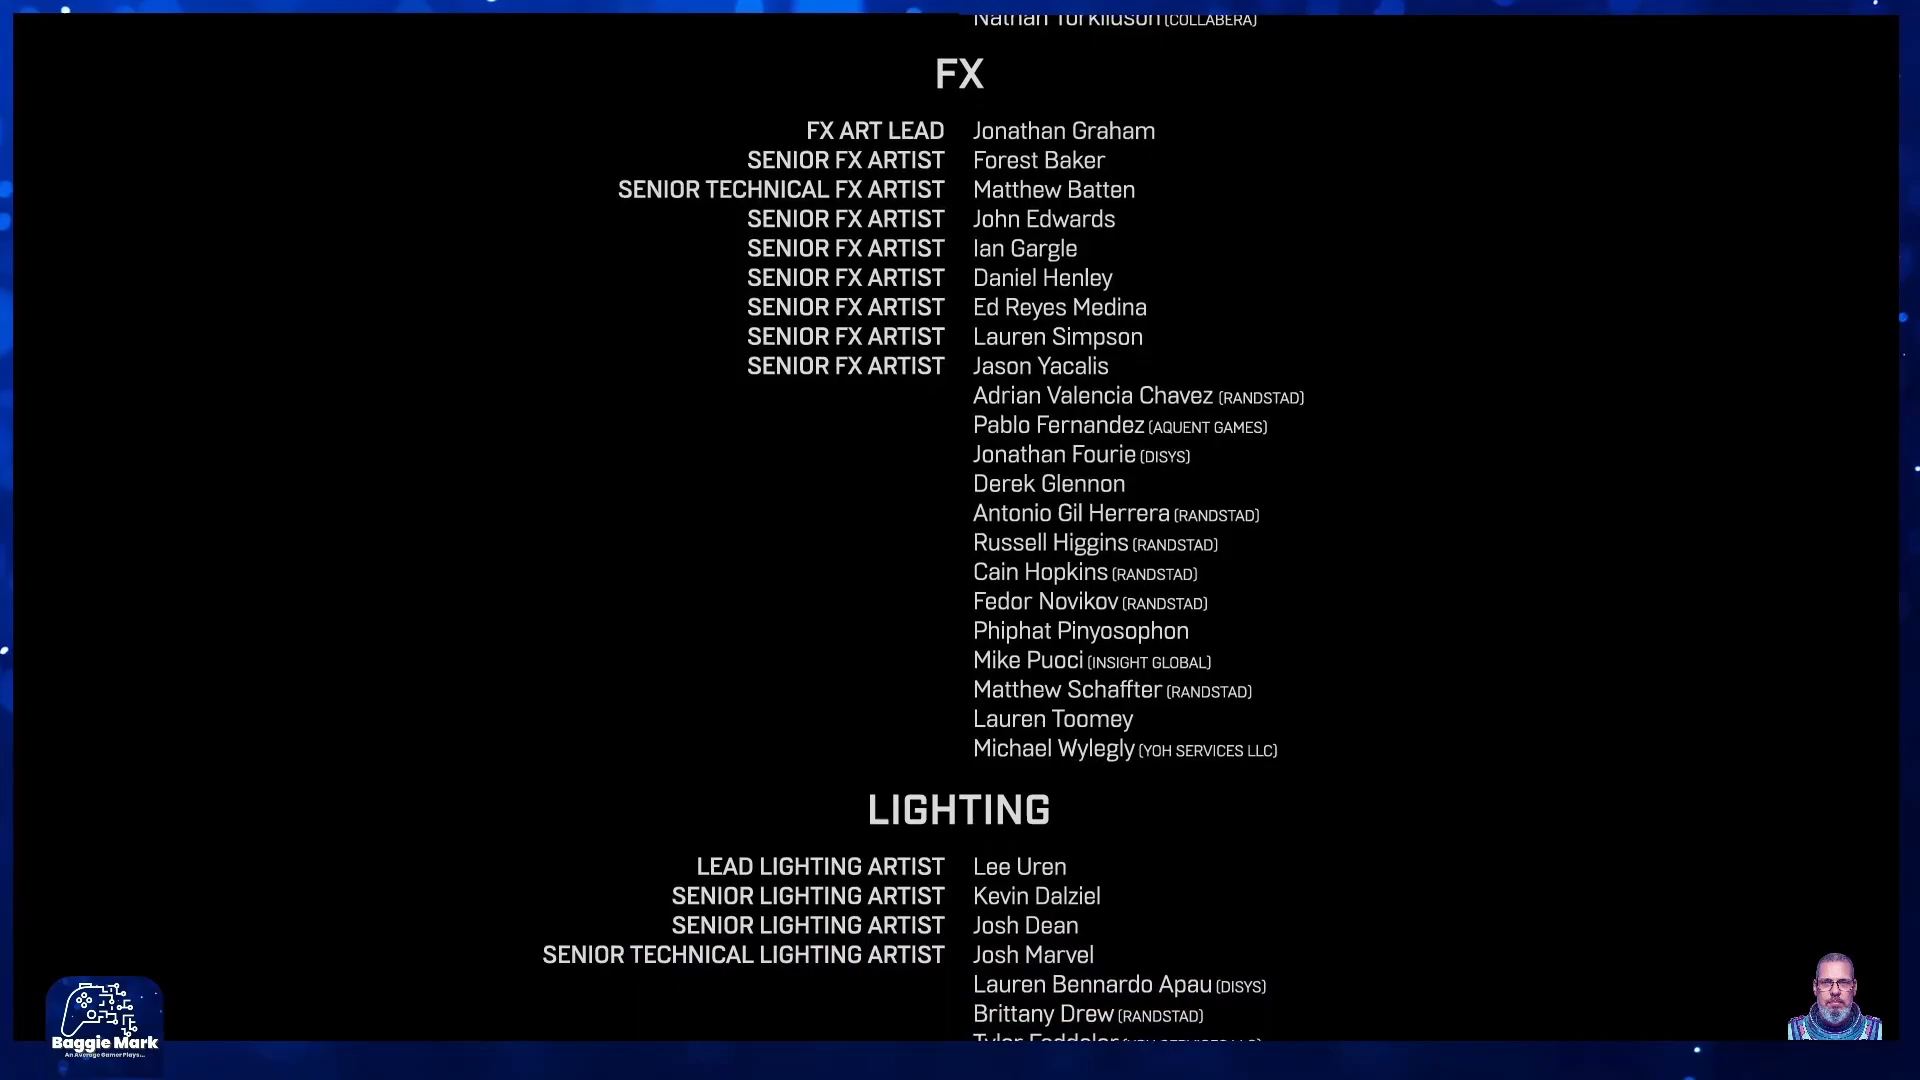 (COLLABERA)
FX
FX ART LEAD Jonathan Graham
SENIOR FX ARTIST Forest Baker
SENIOR TECHNICAL FX ARTIST Matthew Batten
SENIOR FX ARTIST John Edwards
SENIOR FX ARTIST Ian Gargle
SENIOR FX ARTIST Daniel Henley
SENIOR FX ARTIST Ed Reyes Medina
SENIOR FX ARTIST Lauren Simpson
SENIOR FX ARTIST Jason Yacalis
Adrian Valencia Chavez (RANDSTAD)
Pablo Fernandez (AQUENT GAMES)
Jonathan Fourie (DISYS)
Derek Glennon
Antonio Gil Herrera (RANDSTAD)
Russell Higgins (RANDSTAD)
Cain Hopkins (RANDSTAD)
Fedor Novikov (RANDSTAD)
Phiphat Pinyosophon
Mike Puoci (INSIGHT GLOBAL)
Matthew Schaffter (RANDSTAD)
Lauren Toomey
Michael Wylegly (YOH SERVICES LLC)
LIGHTING
LEAD LIGHTING ARTIST Lee Uren
SENIOR LIGHTING ARTIST Kevin Dalziel
SENIOR LIGHTING ARTIST Josh Dean
SENIOR TECHNICAL LIGHTING ARTIST Josh Marvel
Lauren Bennardo Apau (DISYS)
Brittany Drew (RANDSTAD)
Baggie Mark
An Average Gamer Plays...